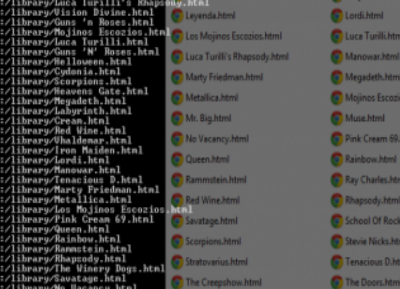 :/library/Luca Turilli's Rhapsody.html
:/library/Vision Divine.html
:/library/Guns 'n Roses.html
:/library/Mojinos Escozios.html
:/library/Luca Turilli.html
:/library/Guns 'N' Roses.html
:/library/Helloween.html
:/library/Cydonia.html
:/library/Scorpions.html
:/library/Heavens Gate.html
:/library/Megadeth.html
:/library/Labyrinth.html
:/library/Cream.html
:/library/Red Wine.html
:/library/Whaldemar.html
:/library/Iron Maiden.html
:/library/Lordi.html
:/library/Manowar.html
:/library/Tenacious D.html
:/library/Marty Friedman.html
:/library/Metallica.html
:/library/Los Mojinos Escozios.html
:/library/Pink Cream 69.html
:/library/Queen.html
:/library/Rainbow.html
:/library/Rammstein.html
:/library/Rhapsody.html
:/library/The Winery Dogs.html
:/library/Savatage.html
:/library/No Vacancy.html
Leyenda.html
Los Mojinos Escozios.html
Luca Turilli's Rhapsody.html
Marty Friedman.html
Metallica.html
Mr. Big.html
No Vacancy.html
Queen.html
Rammstein.html
Red Wine.html
Savatage.html
Scorpions.html
Stratovarius.html
The Creepshow.html
Lordi.html
Luca Turilli.htm
Manowar.html
Megadeth.html
Mojinos Escozio
Muse.html
Pink Cream 69.
Rainbow.html
Ray Charles.htm
Rhapsody.html
School Of Rock
Stevie Nicks.ht
Tenacious D.ht
The Doors.html